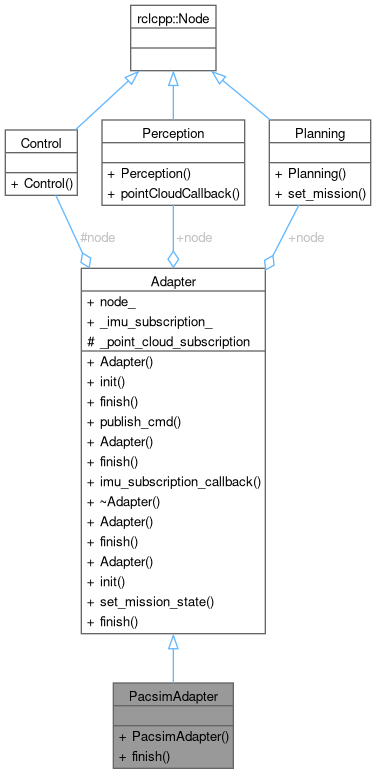 rclcpp::Node
Control
+ Control()
Perception
+ Perception()
+ pointCloudCallback()
Planning
+ Planning()
+ set_mission()
#node
+node
+node
Adapter
+ node_
+ _imu_subscription_
# _point_cloud_subscription
+ Adapter()
+ init()
+ finish()
+ publish_cmd()
+ Adapter()
+ finish()
+ imu_subscription_callback()
+ ~Adapter()
+ Adapter()
+ finish()
+ Adapter()
+ init()
+ set_mission_state()
+ finish()
PacsimAdapter
+ PacsimAdapter()
+ finish()